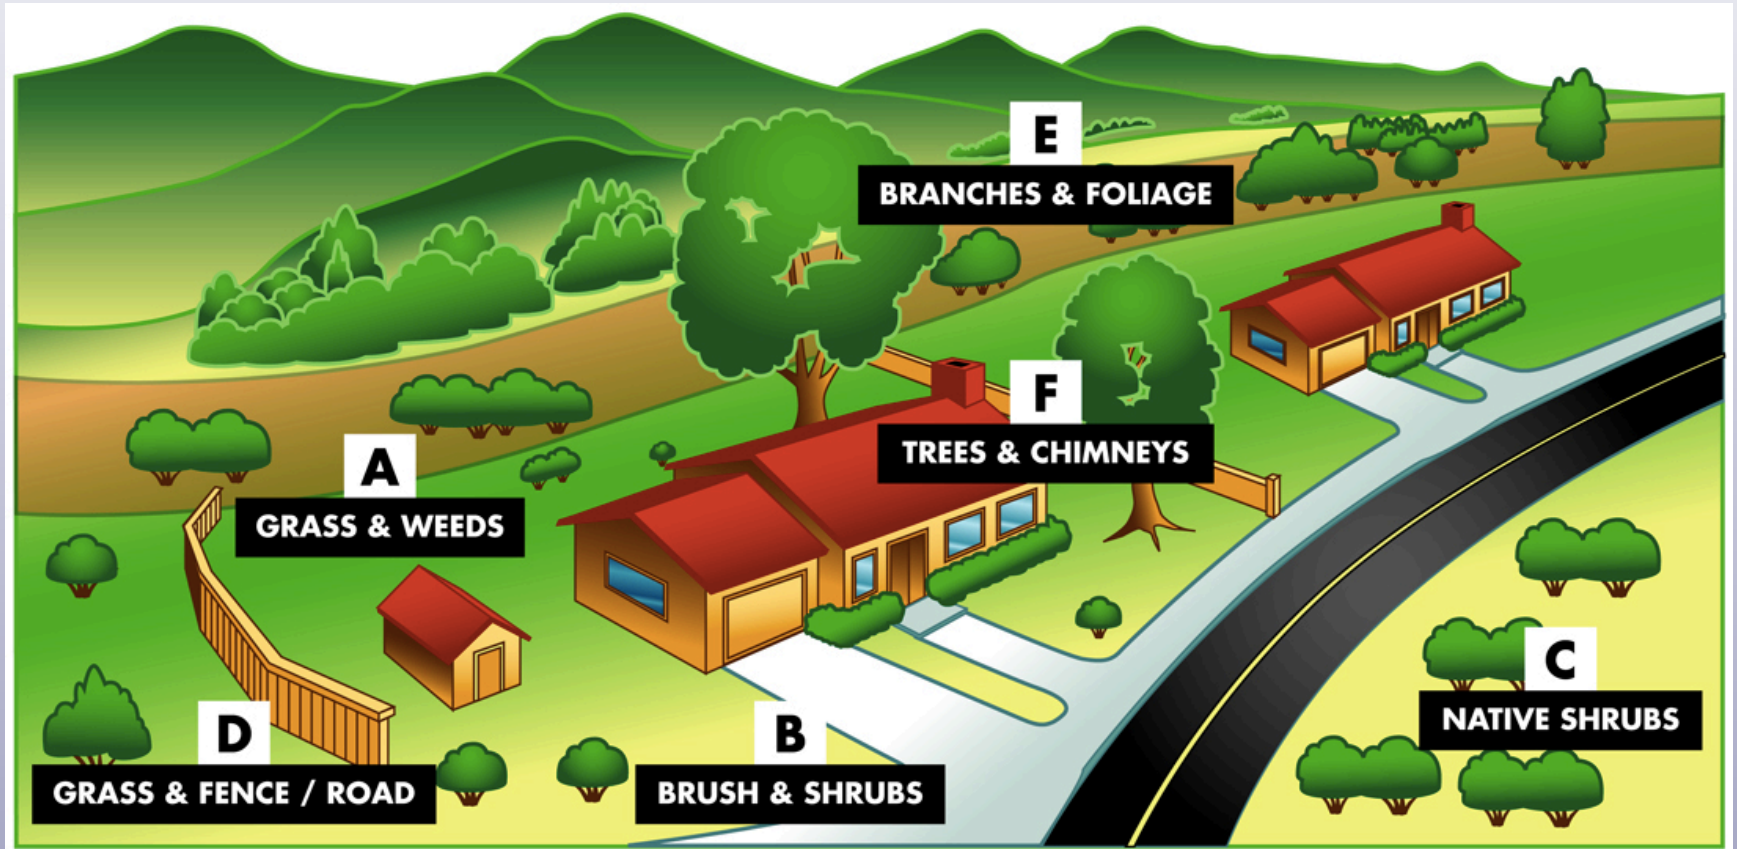 E
BRANCHES & FOLIAGE
F
TREES & CHIMNEYS
A
GRASS & WEEDS
C
NATIVE SHRUBS
D
GRASS & FENCE / ROAD
B
BRUSH & SHRUBS